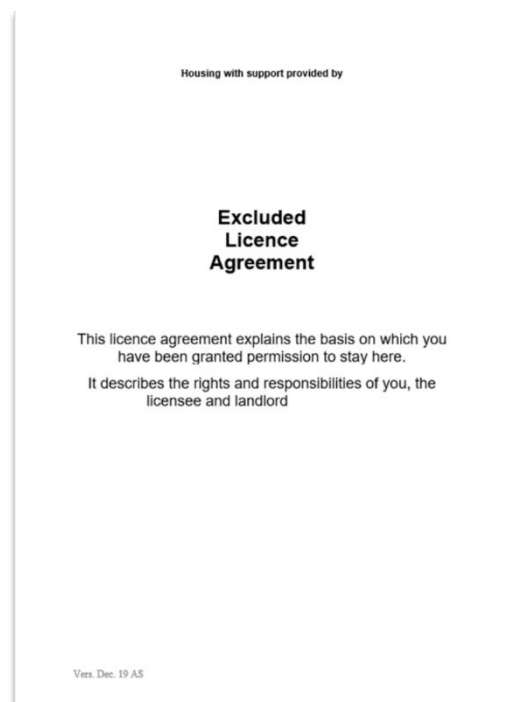 Housing with support provided by
Excluded
Licence
Agreement
This licence agreement explains the basis on which you
have been granted permission to stay here.
It describes the rights and responsibilities of you, the
licensee and landlord
Vers. Dec. 19 AS